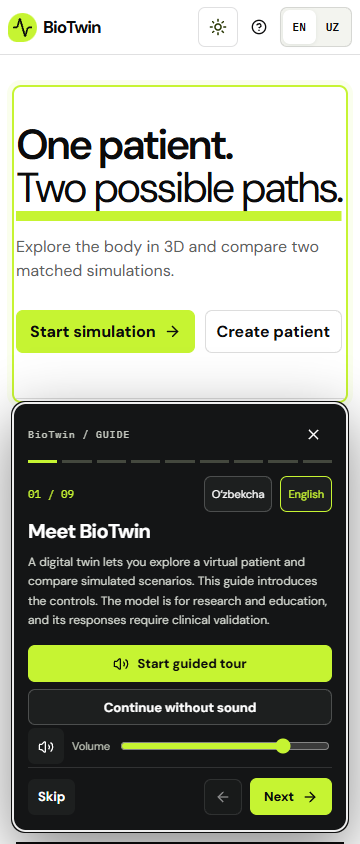 BioTwin
EN UZ
One patient.
Two possible paths.
Explore the body in 3D and compare two
matched simulations.
Start simulation → Create patient
BioTwin / GUIDE
01 / 09 O'zbekcha English
Meet BioTwin
A digital twin lets you explore a virtual patient and
compare simulated scenarios. This guide introduces
the controls. The model is for research and education,
and its responses require clinical validation.
Start guided tour
Continue without sound
Volume
Skip ← Next →